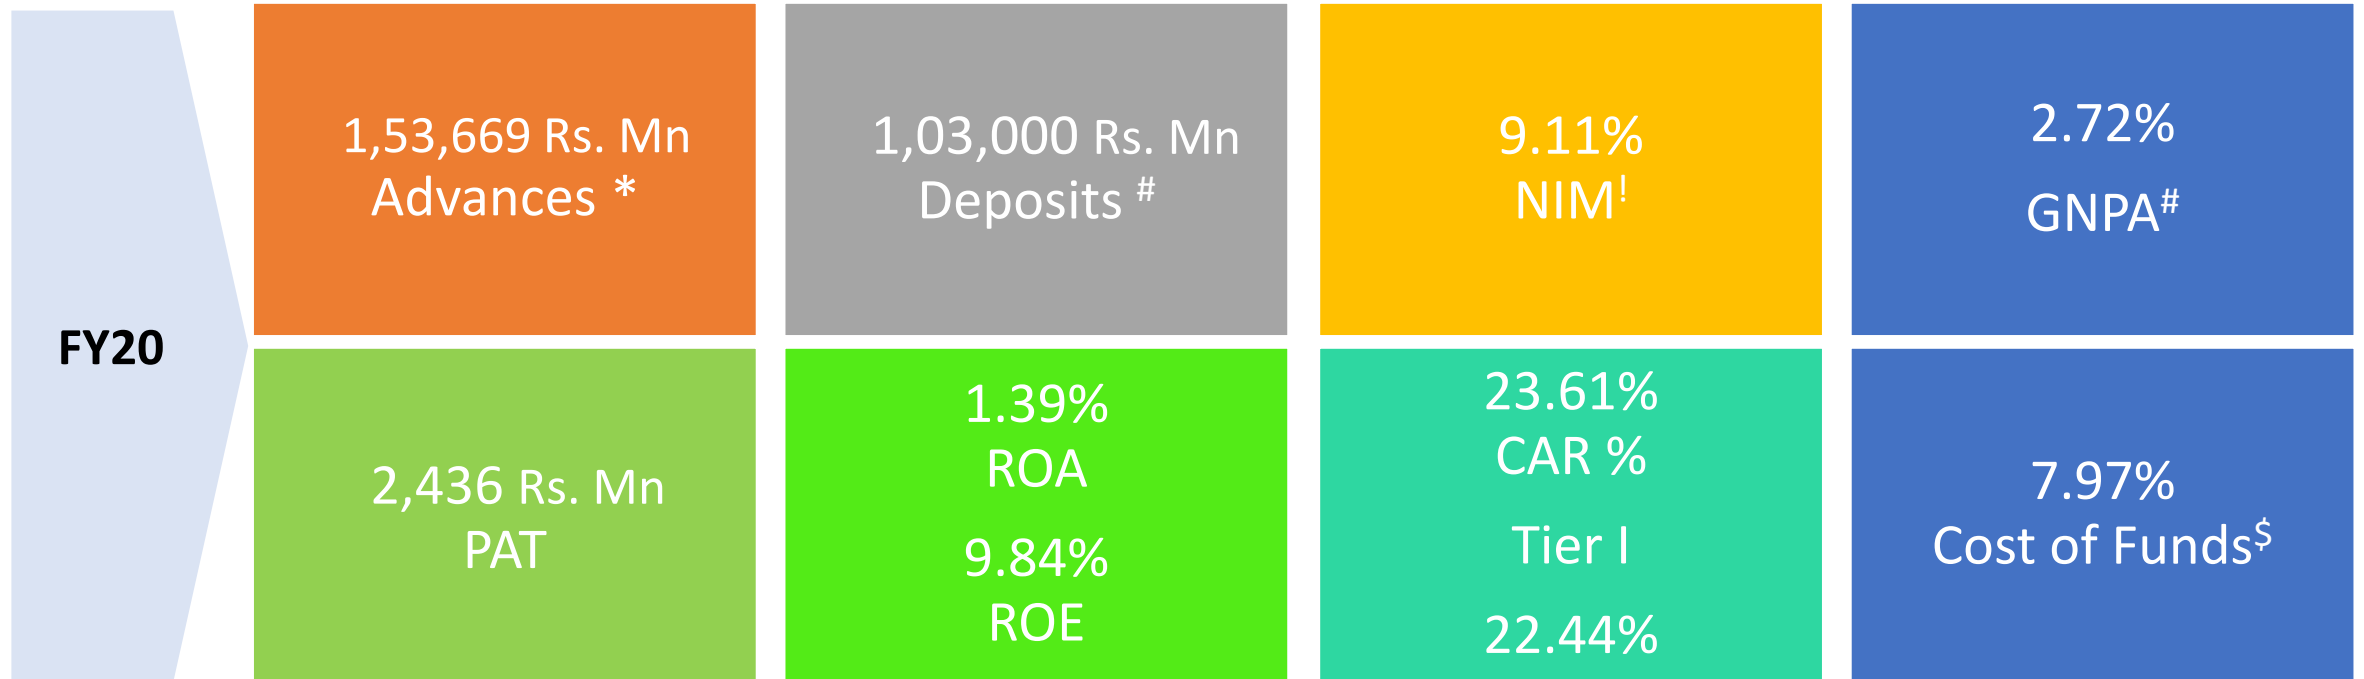 FY20
1,53,669 Rs. Mn
Advances *
1,03,000 Rs. Mn
Deposits #
9.11%
NIM!
2.72%
GNPA#
2,436 Rs. Mn
PAT
1.39%
ROA
9.84%
ROE
23.61%
CAR %
Tier I
22.44%
7.97%
Cost of Funds$